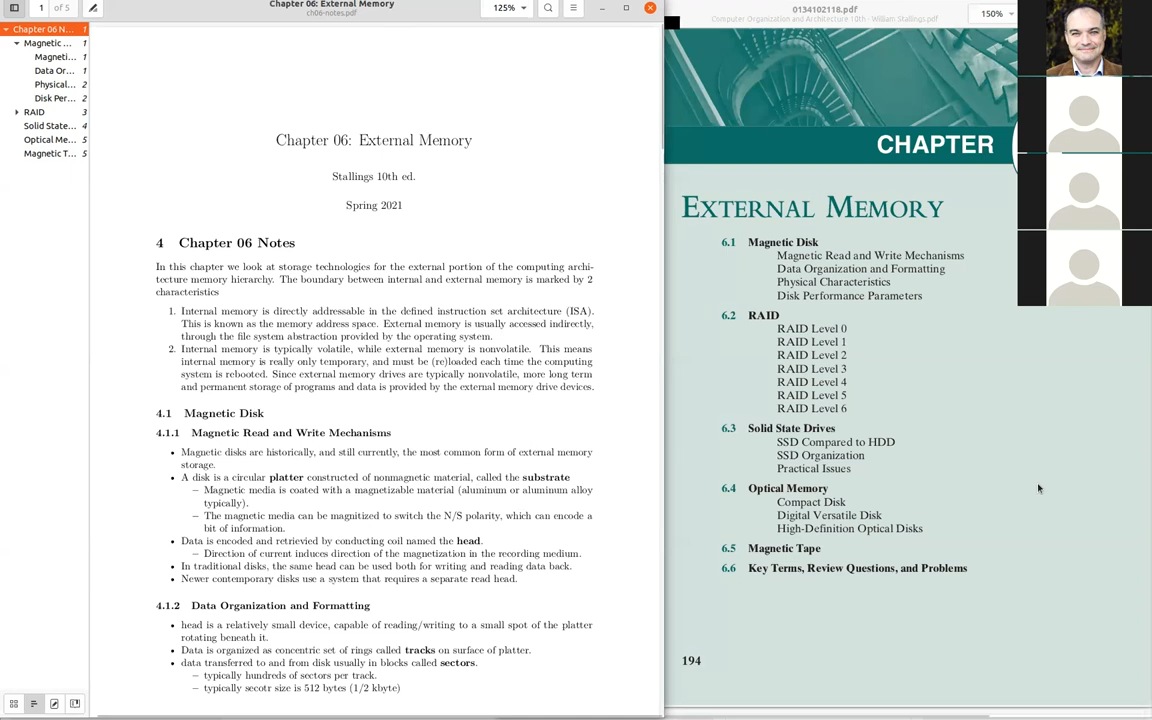 1 of 5
Chapter 06: External Memory
ch06-notes.pdf
125%
Chapter 06 N... 1
Magnetic ... 1
Magneti... 1
Data Or... 1
Physical... 2
Disk Per... 2
RAID 3
Solid State... 4
Optical Me... 5
Magnetic T... 5
Chapter 06: External Memory
Stallings 10th ed.
Spring 2021
4 Chapter 06 Notes
In this chapter we look at storage technologies for the external portion of the computing archi-
tecture memory hierarchy. The boundary between internal and external memory is marked by 2
characteristics
1. Internal memory is directly addressable in the defined instruction set architecture (ISA).
This is known as the memory address space. External memory is usually accessed indirectly,
through the file system abstraction provided by the operating system.
2. Internal memory is typically volatile, while external memory is nonvolatile. This means
internal memory is really only temporary, and must be (re)loaded each time the computing
system is rebooted. Since external memory drives are typically nonvolatile, more long term
and permanent storage of programs and data is provided by the external memory drive devices.
4.1 Magnetic Disk
4.1.1 Magnetic Read and Write Mechanisms
• Magnetic disks are historically, and still currently, the most common form of external memory
storage.
• A disk is a circular platter constructed of nonmagnetic material, called the substrate
– Magnetic media is coated with a magnetizable material (aluminum or aluminum alloy
typically).
– The magnetic media can be magnitized to switch the N/S polarity, which can encode a
bit of information.
• Data is encoded and retrievied by conducting coil named the head.
– Direction of current induces direction of the magnetization in the recording medium.
• In traditional disks, the same head can be used both for writing and reading data back.
• Newer contemporary disks use a system that requires a separate read head.
4.1.2 Data Organization and Formatting
• head is a relatively small device, capable of reading/writing to a small spot of the platter
rotating beneath it.
• Data is organized as concentric set of rings called tracks on surface of platter.
• data transferred to and from disk usually in blocks called sectors.
– typically hundreds of sectors per track.
– typically secotr size is 512 bytes (1/2 kbyte)
0134102118.pdf
Computer Organization and Architecture 10th - William Stallings.pdf
150%
CHAPTER
EXTERNAL MEMORY
6.1 Magnetic Disk
Magnetic Read and Write Mechanisms
Data Organization and Formatting
Physical Characteristics
Disk Performance Parameters
6.2 RAID
RAID Level 0
RAID Level 1
RAID Level 2
RAID Level 3
RAID Level 4
RAID Level 5
RAID Level 6
6.3 Solid State Drives
SSD Compared to HDD
SSD Organization
Practical Issues
6.4 Optical Memory
Compact Disk
Digital Versatile Disk
High-Definition Optical Disks
6.5 Magnetic Tape
6.6 Key Terms, Review Questions, and Problems
194